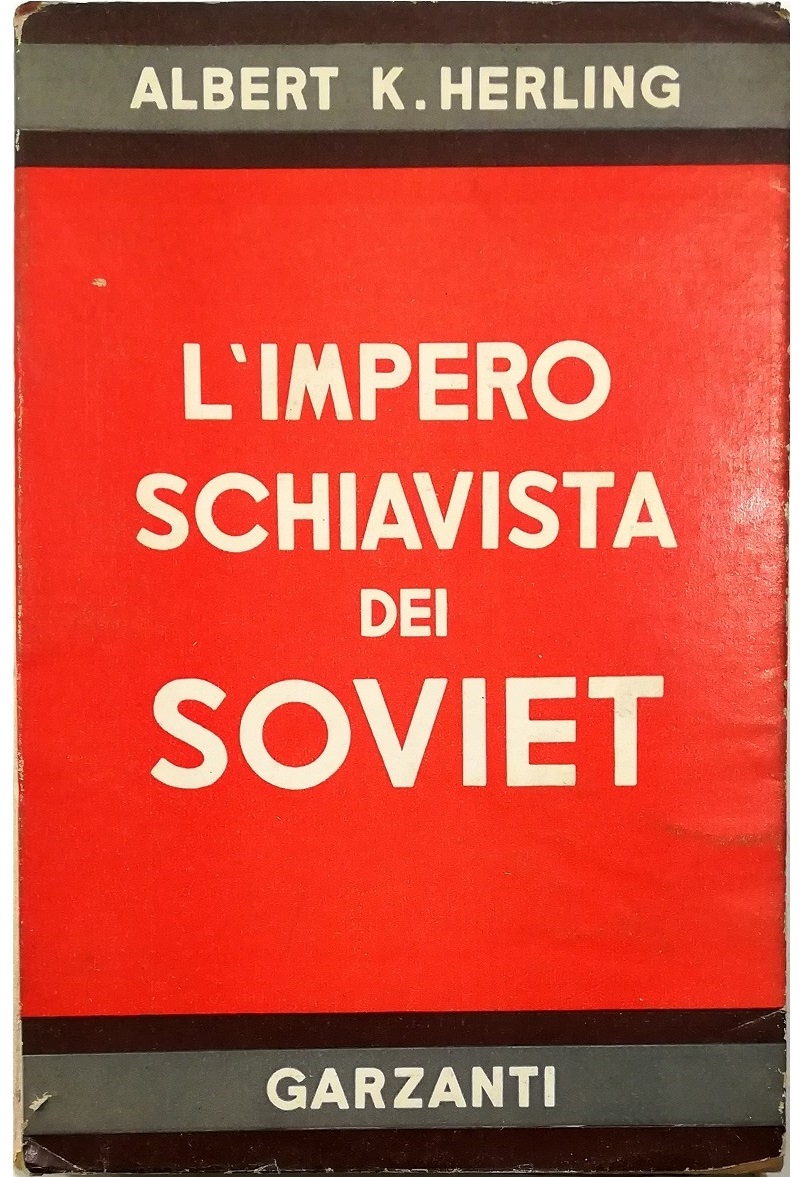 ALBERT K. HERLING
L'IMPERO
SCHIAVISTA
DEI
SOVIET
GARZANTI